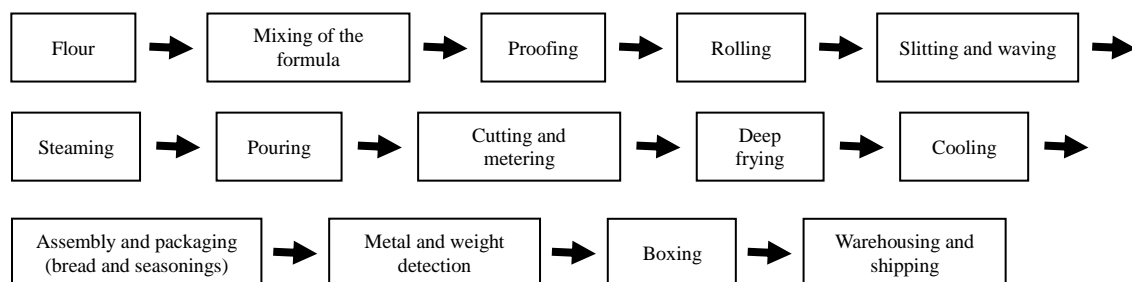 Flour
Mixing of the
formula
Proofing
Rolling
Slitting and waving
Steaming
Pouring
Cutting and
metering
Deep
frying
Cooling
Assembly and packaging
(bread and seasonings)
Metal and weight
detection
Boxing
Warehousing and
shipping